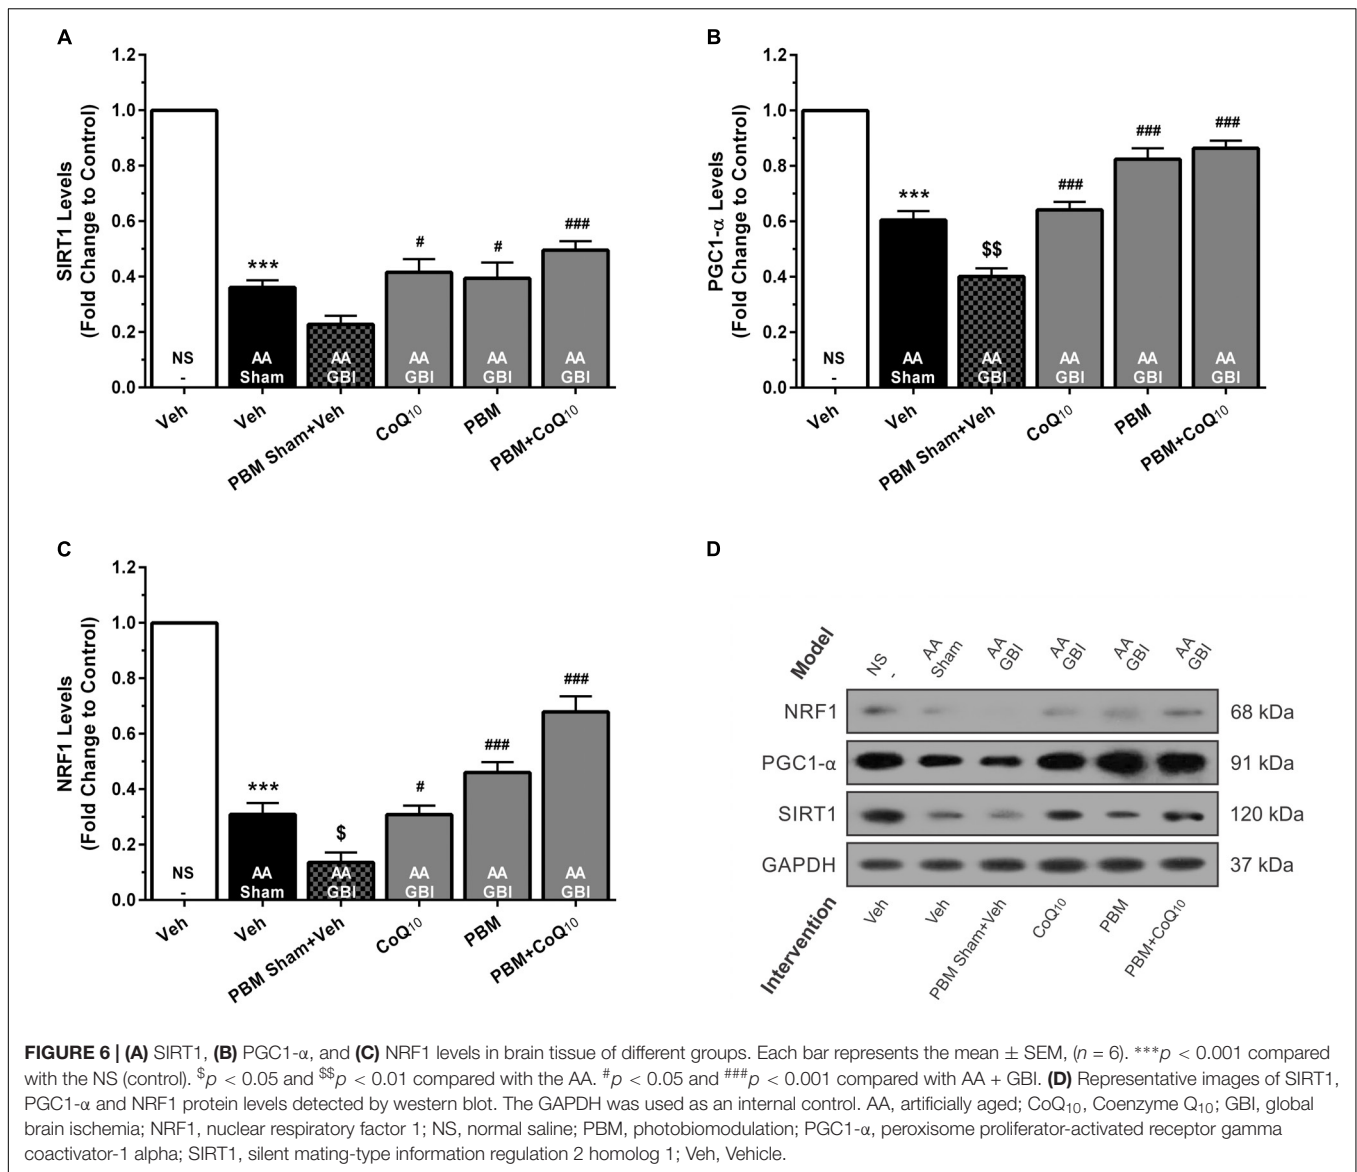 A
1.2
1.0
0.8
0.6
0.4
0.2
0.0
SIRT1 Levels
(Fold Change to Control)
***
#
#
###
NS
-
AA
Sham
AA
GBI
AA
GBI
AA
GBI
AA
GBI
Veh
Veh
PBM Sham+Veh
CoQ10
PBM
PBM+CoQ10
B
1.2
1.0
0.8
0.6
0.4
0.2
0.0
PGC1-α Levels
(Fold Change to Control)
***
$$
###
###
###
NS
-
AA
Sham
AA
GBI
AA
GBI
AA
GBI
AA
GBI
Veh
Veh
PBM Sham+Veh
CoQ10
PBM
PBM+CoQ10
C
1.2
1.0
0.8
0.6
0.4
0.2
0.0
NRF1 Levels
(Fold Change to Control)
***
$
#
###
###
NS
-
AA
Sham
AA
GBI
AA
GBI
AA
GBI
AA
GBI
Veh
Veh
PBM Sham+Veh
CoQ10
PBM
PBM+CoQ10
D
Model
NS
-
AA
Sham
AA
GBI
AA
GBI
AA
GBI
AA
GBI
NRF1 68 kDa
PGC1-α 91 kDa
SIRT1 120 kDa
GAPDH 37 kDa
Intervention
Veh
Veh
PBM Sham+Veh
CoQ10
PBM
PBM+CoQ10
FIGURE 6 | (A) SIRT1, (B) PGC1-α, and (C) NRF1 levels in brain tissue of different groups. Each bar represents the mean ± SEM, (n = 6). ***p < 0.001 compared
with the NS (control). $p < 0.05 and $$p < 0.01 compared with the AA. #p < 0.05 and ###p < 0.001 compared with AA + GBI. (D) Representative images of SIRT1,
PGC1-α and NRF1 protein levels detected by western blot. The GAPDH was used as an internal control. AA, artificially aged; CoQ10, Coenzyme Q10; GBI, global
brain ischemia; NRF1, nuclear respiratory factor 1; NS, normal saline; PBM, photobiomodulation; PGC1-α, peroxisome proliferator-activated receptor gamma
coactivator-1 alpha; SIRT1, silent mating-type information regulation 2 homolog 1; Veh, Vehicle.